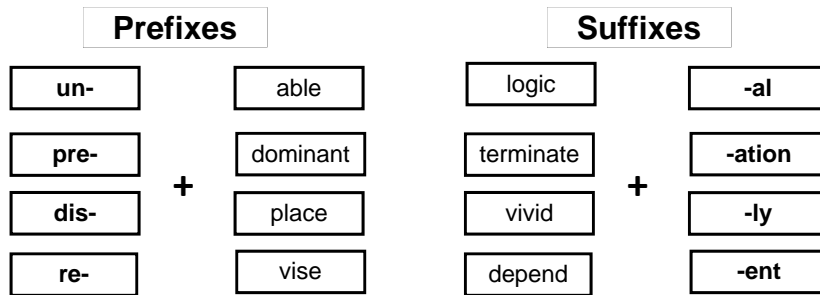 Prefixes Suffixes
un- able logic -al
pre- dominant terminate -ation
+ +
dis- place vivid -ly
re- vise depend -ent